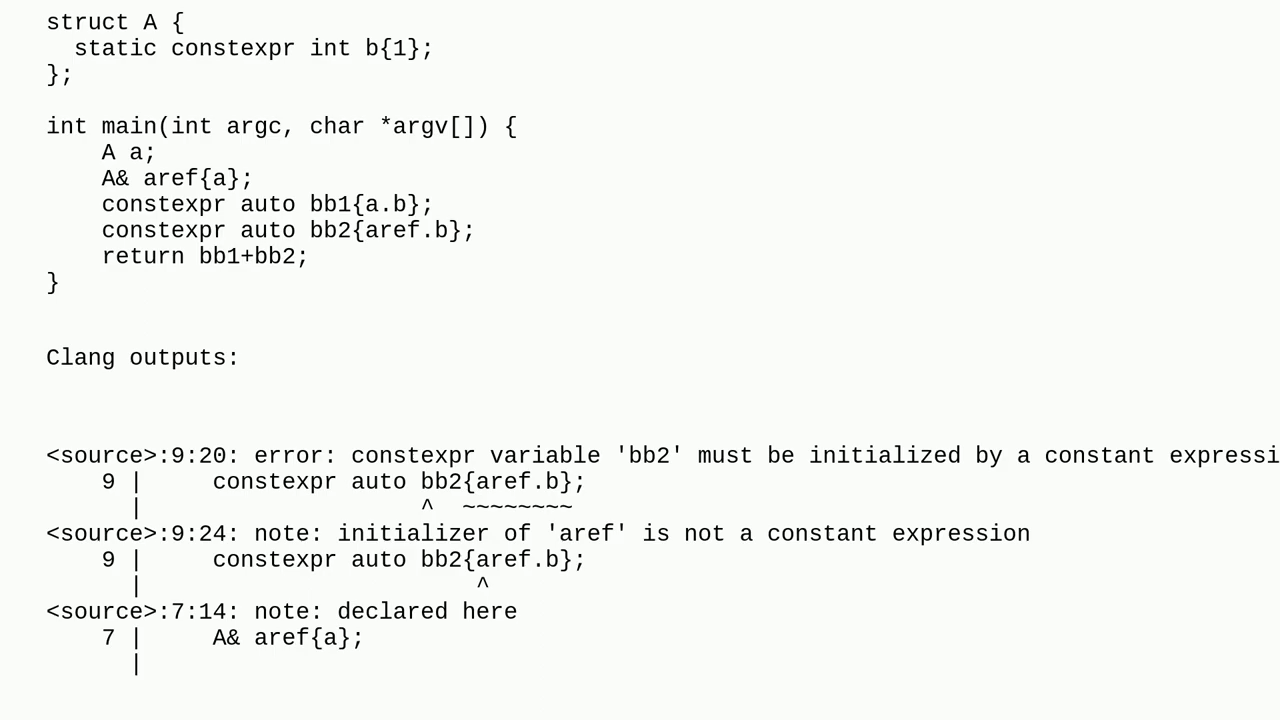 struct A {
  static constexpr int b{1};
};

int main(int argc, char *argv[]) {
    A a;
    A& aref{a};
    constexpr auto bb1{a.b};
    constexpr auto bb2{aref.b};
    return bb1+bb2;
}

Clang outputs:

<source>:9:20: error: constexpr variable 'bb2' must be initialized by a constant expressi
    9 |     constexpr auto bb2{aref.b};
      |                    ^  ~~~~~~~~
<source>:9:24: note: initializer of 'aref' is not a constant expression
    9 |     constexpr auto bb2{aref.b};
      |                        ^
<source>:7:14: note: declared here
    7 |     A& aref{a};
      |